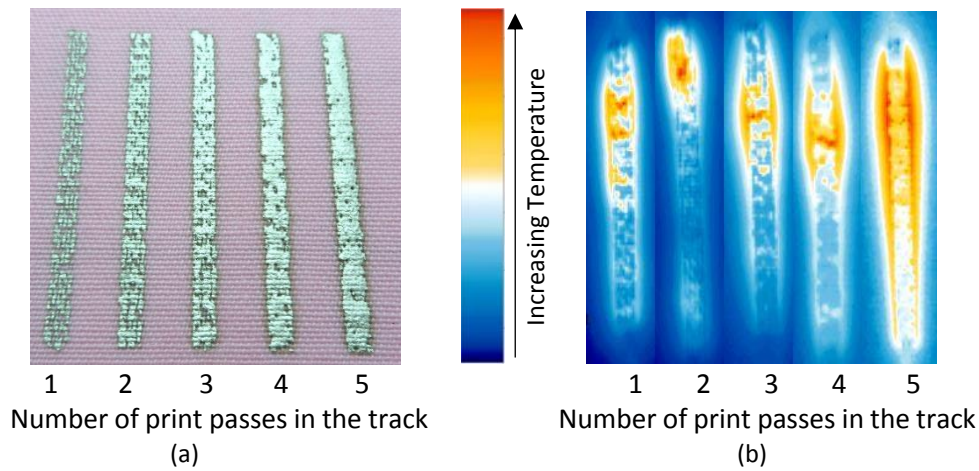 Increasing Temperature
1 2 3 4 5
Number of print passes in the track
(a)
1 2 3 4 5
Number of print passes in the track
(b)